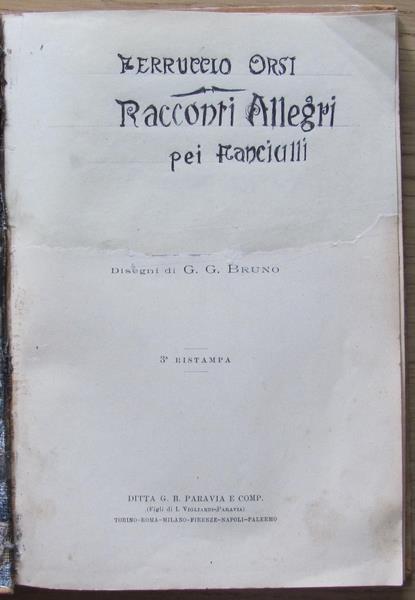 FERRUCCIO ORSI
Racconti Allegri
pei Fanciulli
Disegni di G. G. BRUNO
3ª RISTAMPA
DITTA G. B. PARAVIA E COMP.
(Figli di I. VIGLIARDI-PARAVIA)
TORINO-ROMA-MILANO-FIRENZE-NAPOLI-PALERMO